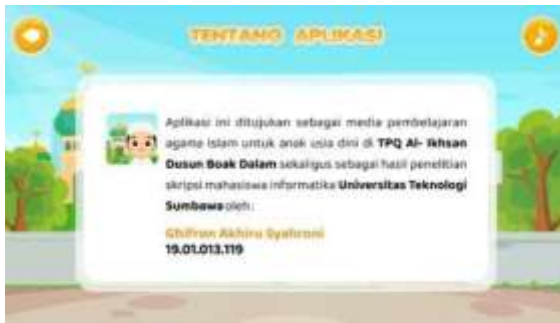 TENTANG APLIKASI
Aplikasi ini ditujukan sebagai media pembelajaran
agama Islam untuk anak usia dini di TPQ Al- Ikhsan
Dusun Boak Dalam sekaligus sebagai hasil penelitian
skripsi mahasiswa informatika Universitas Teknologi
Sumbawa oleh :
Ghifron Akhiru Syahroni
19.01.013.119